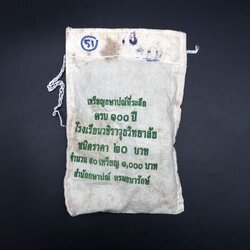 51
เหรียญกษาปณ์ที่ระลึก
ครบ ๑๐๐ ปี
โรงเรียนวชิราวุธวิทยาลัย
ชนิดราคา ๒๐ บาท
จำนวน ๕๐ เหรียญ ๑,๐๐๐ บาท
สำนักกษาปณ์ กรมธนารักษ์